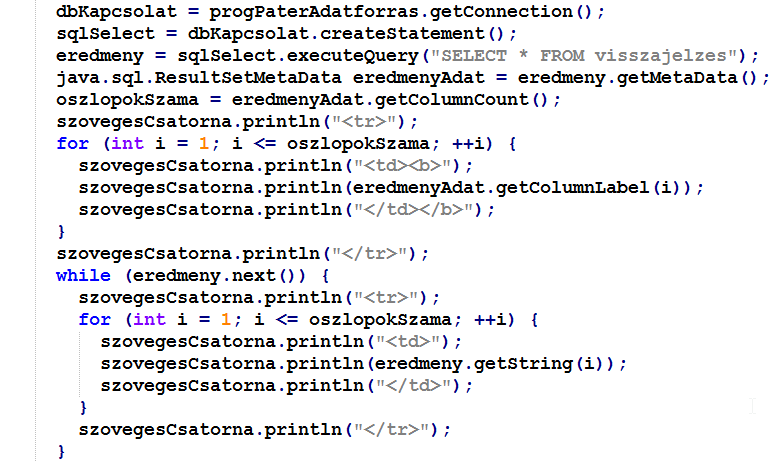 dbKapcsolat = progPaterAdatforras.getConnection();
sqlSelect = dbKapcsolat.createStatement();
eredmeny = sqlSelect.executeQuery("SELECT * FROM visszajelzes");
java.sql.ResultSetMetaData eredmenyAdat = eredmeny.getMetaData();
oszlopokSzama = eredmenyAdat.getColumnCount();
szovegesCsatorna.println("<tr>");
for (int i = 1; i <= oszlopokSzama; ++i) {
  szovegesCsatorna.println("<td><b>");
  szovegesCsatorna.println(eredmenyAdat.getColumnLabel(i));
  szovegesCsatorna.println("</td></b>");
}
szovegesCsatorna.println("</tr>");
while (eredmeny.next()) {
  szovegesCsatorna.println("<tr>");
  for (int i = 1; i <= oszlopokSzama; ++i) {
    szovegesCsatorna.println("<td>");
    szovegesCsatorna.println(eredmeny.getString(i));
    szovegesCsatorna.println("</td>");
  }
  szovegesCsatorna.println("</tr>");
}